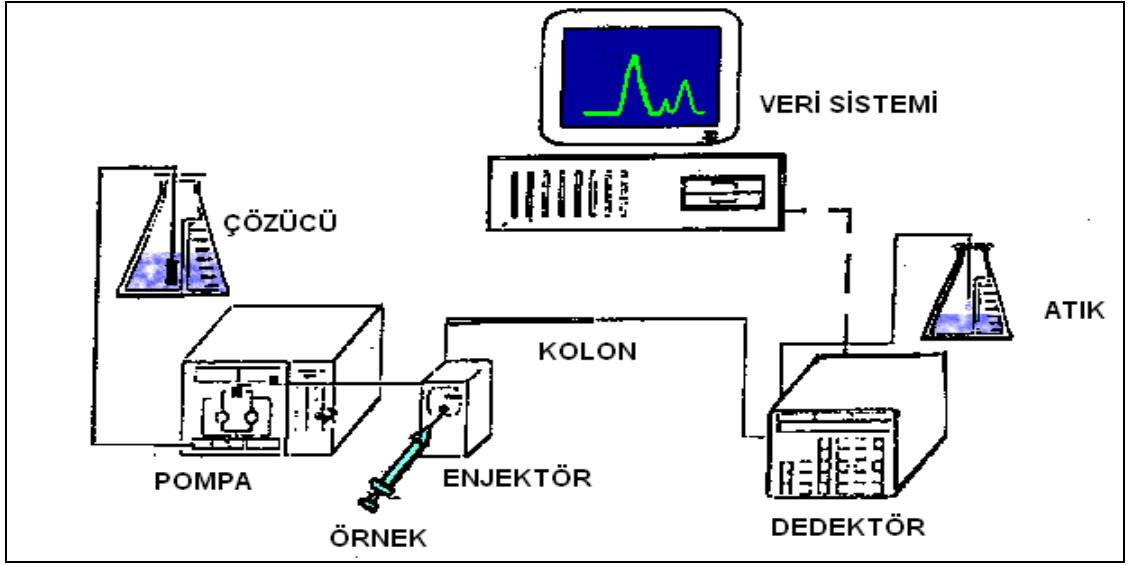 VERİ SİSTEMİ
ÇÖZÜCÜ
ATIK
KOLON
POMPA
ENJEKTÖR
ÖRNEK
DEDEKTÖR